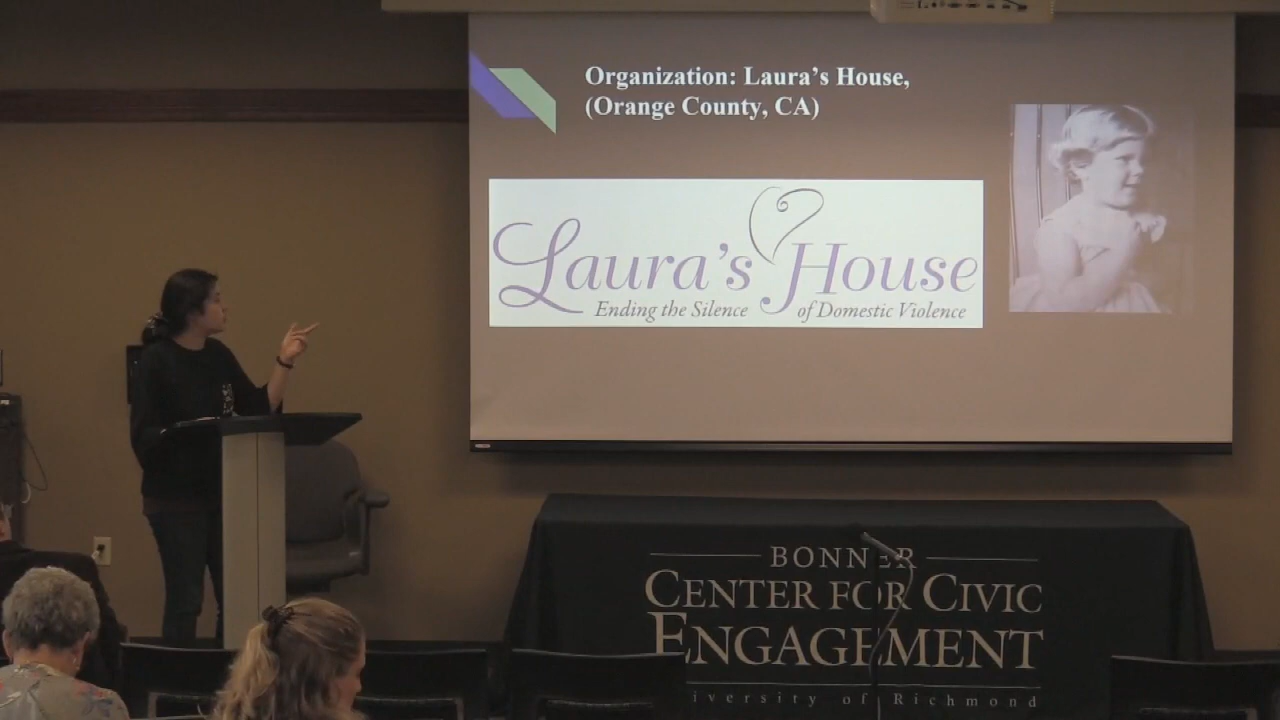 Organization: Laura's House,
(Orange County, CA)
Laura's House
Ending the Silence of Domestic Violence
BONNER
CENTER FOR CIVIC
ENGAGEMENT
iversity of Richmond